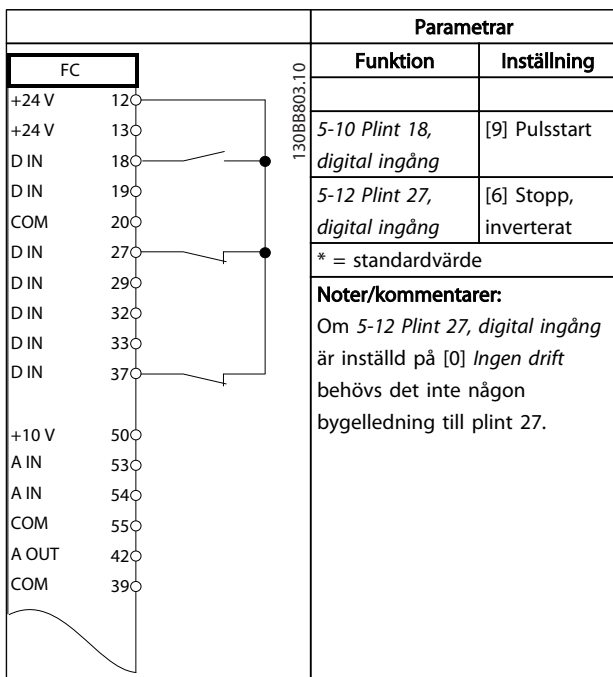 FC
+24 V 12
+24 V 13
D IN 18
D IN 19
COM 20
D IN 27
D IN 29
D IN 32
D IN 33
D IN 37
+10 V 50
A IN 53
A IN 54
COM 55
A OUT 42
COM 39
130BB803.10
Parametrar
Funktion Inställning
5-10 Plint 18, [9] Pulsstart
digital ingång
5-12 Plint 27, [6] Stopp,
digital ingång inverterat
* = standardvärde
Noter/kommentarer:
Om 5-12 Plint 27, digital ingång
är inställd på [0] Ingen drift
behövs det inte någon
bygelledning till plint 27.